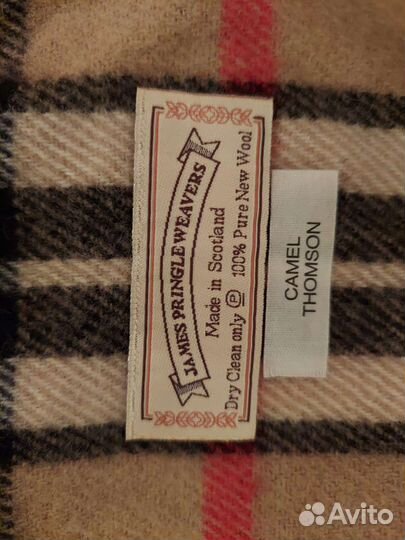 JAMES PRINGLE WEAVERS
Made in Scotland
Dry Clean only Ⓟ 100% Pure New Wool
CAMEL
THOMSON
Avito